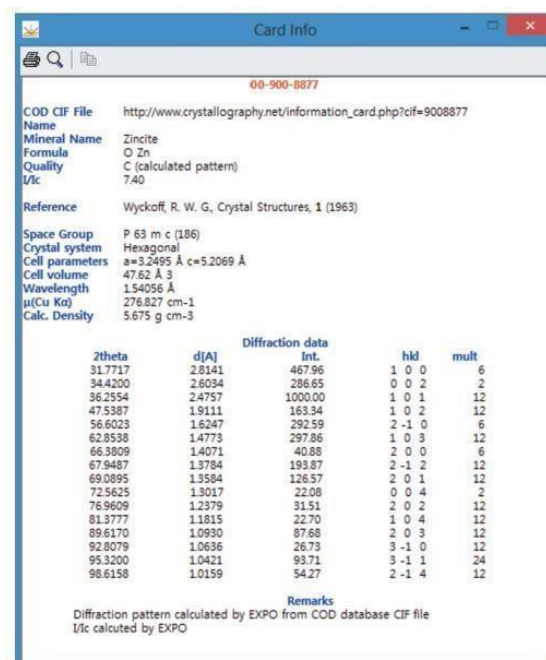 Card Info
00-900-8877
COD CIF File Name http://www.crystallography.net/information_card.php?cif=9008877
Mineral Name Zincite
Formula O Zn
Quality C (calculated pattern)
I/Ic 7.40
Reference Wyckoff, R. W. G., Crystal Structures, 1 (1963)
Space Group P 63 m c (186)
Crystal system Hexagonal
Cell parameters a=3.2495 Å c=5.2069 Å
Cell volume 47.62 Å 3
Wavelength 1.54056 Å
μ(Cu Kα) 276.827 cm-1
Calc. Density 5.675 g cm-3
Diffraction data
2theta d[A] Int. hkl mult
31.7717 2.8141 467.96 1 0 0 6
34.4200 2.6034 286.65 0 0 2 2
36.2554 2.4757 1000.00 1 0 1 12
47.5387 1.9111 163.34 1 0 2 12
56.6023 1.6247 292.59 2 -1 0 6
62.8538 1.4773 297.86 1 0 3 12
66.3809 1.4071 40.88 2 0 0 6
67.9487 1.3784 193.87 2 -1 2 12
69.0895 1.3584 126.57 2 0 1 12
72.5625 1.3017 22.08 0 0 4 2
76.9609 1.2379 31.51 2 0 2 12
81.3777 1.1815 22.70 1 0 4 12
89.6170 1.0930 87.68 2 0 3 12
92.8079 1.0636 26.73 3 -1 0 12
95.3200 1.0421 93.71 3 -1 1 24
98.6158 1.0159 54.27 2 -1 4 12
Remarks
Diffraction pattern calculated by EXPO from COD database CIF file
I/Ic calcuted by EXPO